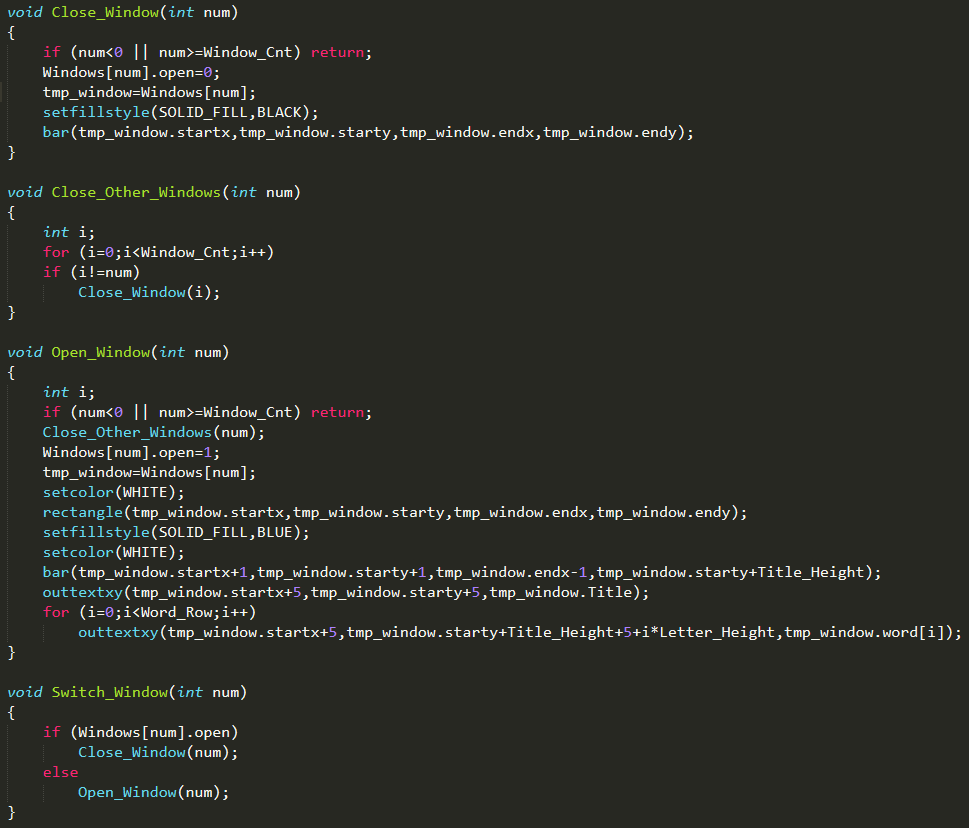 void Close_Window(int num)
{
    if (num<0 || num>=Window_Cnt) return;
    Windows[num].open=0;
    tmp_window=Windows[num];
    setfillstyle(SOLID_FILL,BLACK);
    bar(tmp_window.startx,tmp_window.starty,tmp_window.endx,tmp_window.endy);
}

void Close_Other_Windows(int num)
{
    int i;
    for (i=0;i<Window_Cnt;i++)
    if (i!=num)
        Close_Window(i);
}

void Open_Window(int num)
{
    int i;
    if (num<0 || num>=Window_Cnt) return;
    Close_Other_Windows(num);
    Windows[num].open=1;
    tmp_window=Windows[num];
    setcolor(WHITE);
    rectangle(tmp_window.startx,tmp_window.starty,tmp_window.endx,tmp_window.endy);
    setfillstyle(SOLID_FILL,BLUE);
    setcolor(WHITE);
    bar(tmp_window.startx+1,tmp_window.starty+1,tmp_window.endx-1,tmp_window.starty+Title_Height);
    outtextxy(tmp_window.startx+5,tmp_window.starty+5,tmp_window.Title);
    for (i=0;i<Word_Row;i++)
        outtextxy(tmp_window.startx+5,tmp_window.starty+Title_Height+5+i*Letter_Height,tmp_window.word[i]);
}

void Switch_Window(int num)
{
    if (Windows[num].open)
        Close_Window(num);
    else
        Open_Window(num);
}